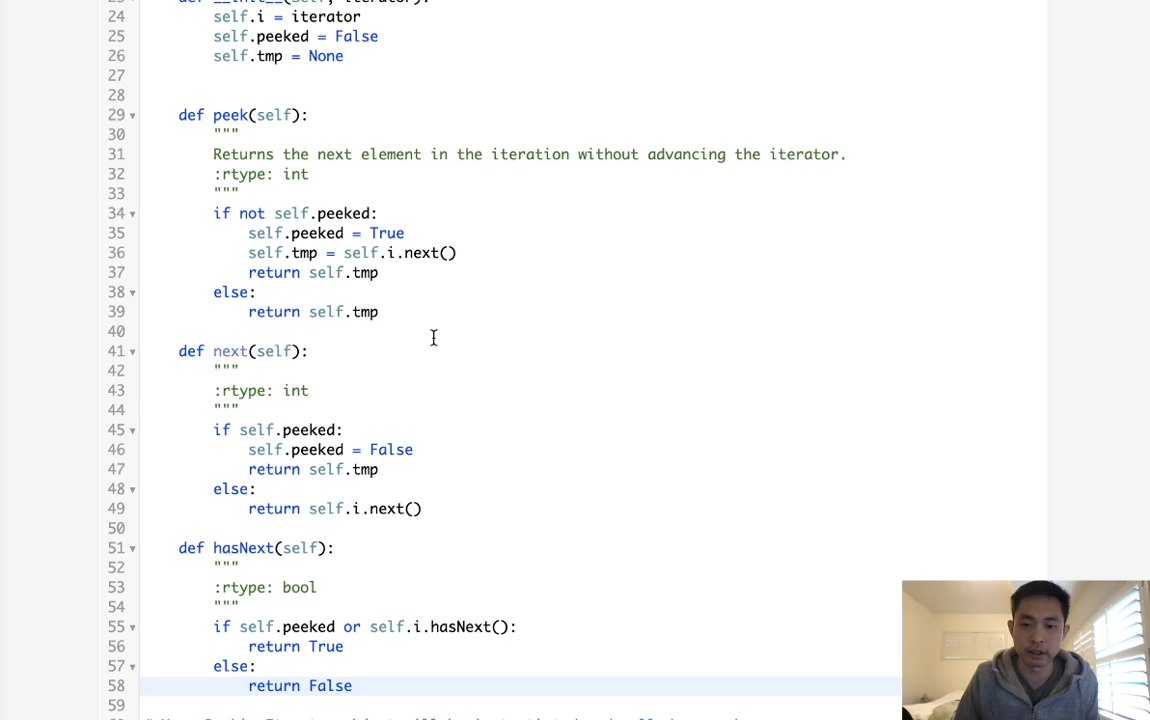 24 self.i = iterator
25 self.peeked = False
26 self.tmp = None
27
28
29 def peek(self):
30 """
31 Returns the next element in the iteration without advancing the iterator.
32 :rtype: int
33 """
34 if not self.peeked:
35 self.peeked = True
36 self.tmp = self.i.next()
37 return self.tmp
38 else:
39 return self.tmp
40
41 def next(self):
42 """
43 :rtype: int
44 """
45 if self.peeked:
46 self.peeked = False
47 return self.tmp
48 else:
49 return self.i.next()
50
51 def hasNext(self):
52 """
53 :rtype: bool
54 """
55 if self.peeked or self.i.hasNext():
56 return True
57 else:
58 return False
59